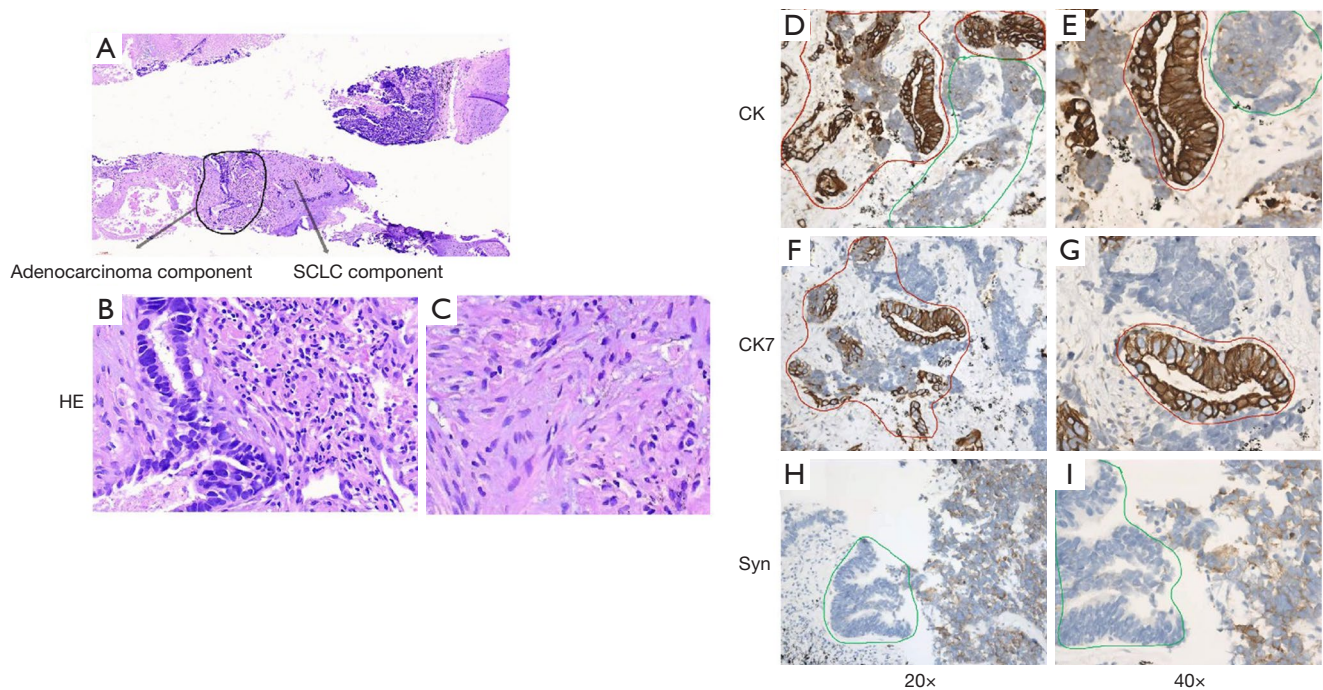 A
Adenocarcinoma component
SCLC component
HE
B
C
CK
D
E
CK7
F
G
Syn
H
I
20×
40×